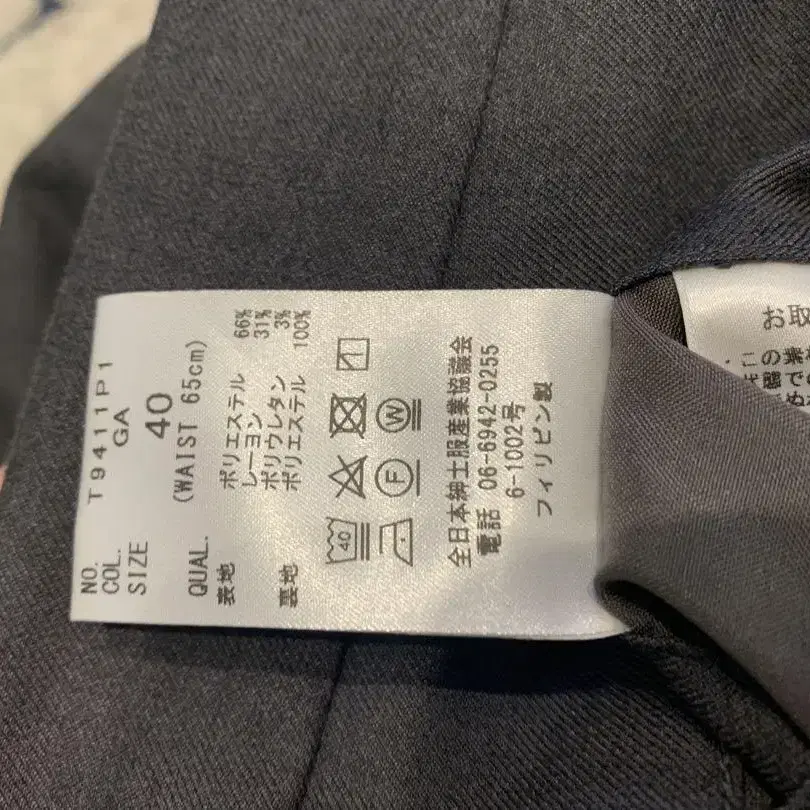 NO. T9411P1
COL. GA
SIZE 40
(WAIST 65cm)
QUAL.
表地 ポリエステル 66%
レーヨン 31%
ポリウレタン 3%
裏地 ポリエステル 100%
40
F W
全日本紳士服産業協議会
電話 06-6942-0255
6-1002号
フィリピン製
お取
・この素
状態で